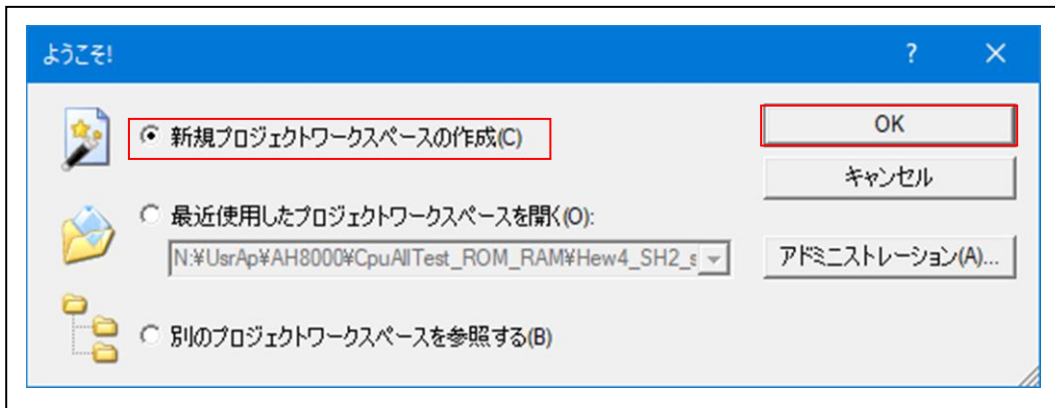 ようこそ!
?
新規プロジェクトワークスペースの作成(C)
OK
キャンセル
最近使用したプロジェクトワークスペースを開く(O):
N:¥UsrAp¥AH8000¥CpuAllTest_ROM_RAM¥Hew4_SH2_s
アドミニストレーション(A)...
別のプロジェクトワークスペースを参照する(B)